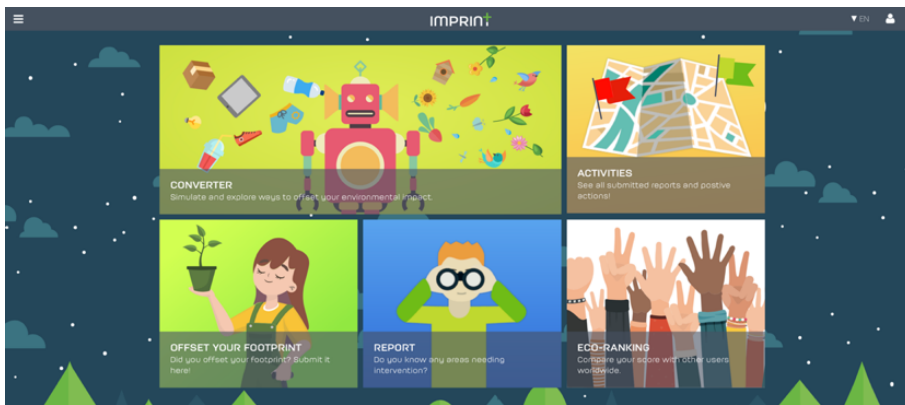 IMPRINT
▼ EN
CONVERTER
Simulate and explore ways to offset your environmental impact.
ACTIVITIES
See all submitted reports and postive
actions!
OFFSET YOUR FOOTPRINT
Did you offset your footprint? Submit it
here!
REPORT
Do you know any areas needing
intervention?
ECO-RANKING
Compare your score with other users
worldwide.